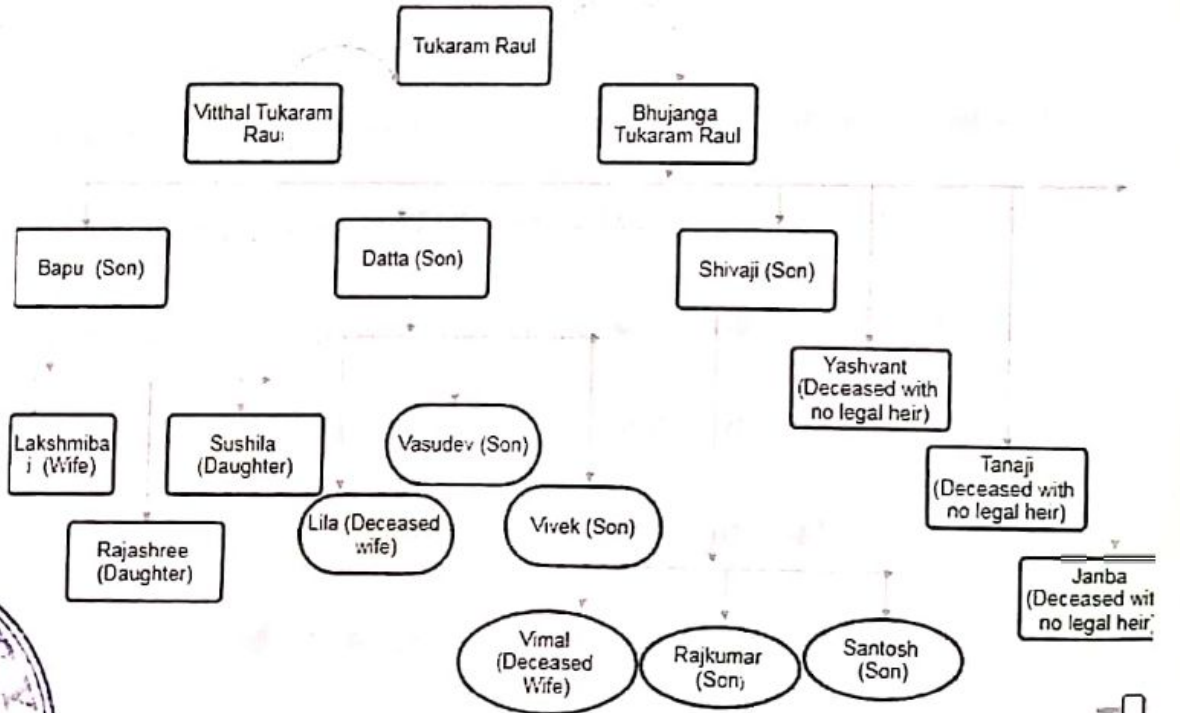 Tukaram Raul
Vitthal Tukaram
Raul
Bhujanga
Tukaram Raul
Bapu (Son)
Datta (Son)
Shivaji (Son)
Yashvant
(Deceased with
no legal heir)
Lakshmiba
i (Wife)
Sushila
(Daughter)
Vasudev (Son)
Tanaji
(Deceased with
no legal heir)
Lila (Deceased
wife)
Vivek (Son)
Rajashree
(Daughter)
Janba
(Deceased wit
no legal heir)
Vimal
(Deceased
Wife)
Rajkumar
(Son)
Santosh
(Son)